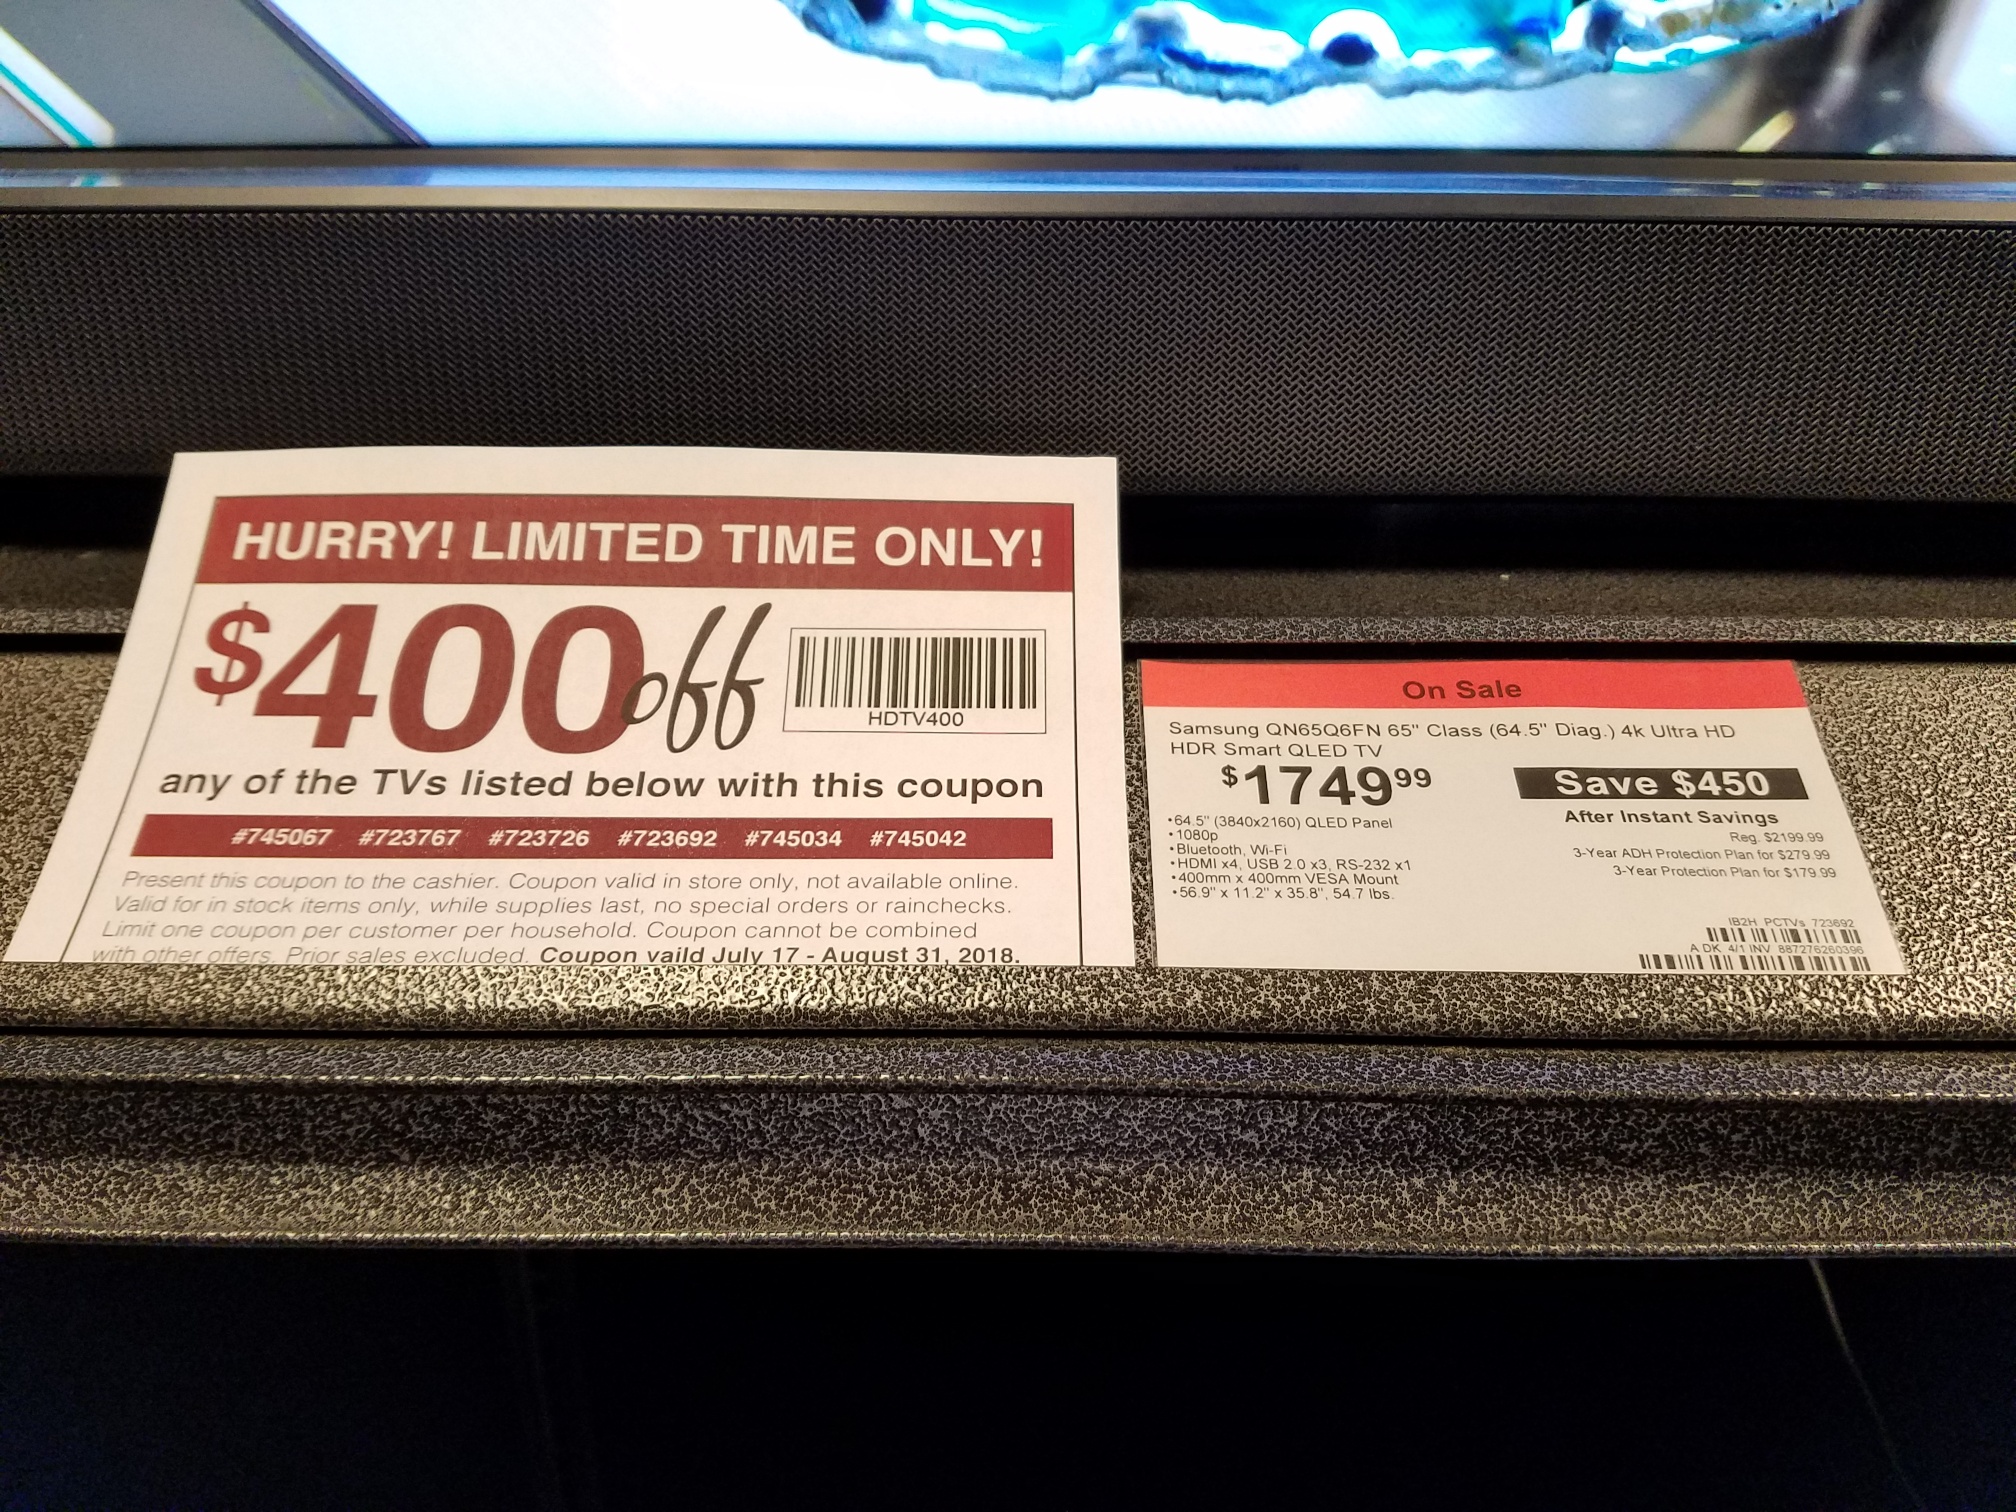 HURRY! LIMITED TIME ONLY!
$400 off
HDTV400
any of the TVs listed below with this coupon
#745067 #723767 #723726 #723692 #745034 #745042
Present this coupon to the cashier. Coupon valid in store only, not available online.
Valid for in stock items only, while supplies last, no special orders or rainchecks.
Limit one coupon per customer per household. Coupon cannot be combined
with other offers. Prior sales excluded. Coupon vaild July 17 - August 31, 2018.
On Sale
Samsung QN65Q6FN 65" Class (64.5" Diag.) 4k Ultra HD
HDR Smart QLED TV
$174999
•64.5" (3840x2160) QLED Panel
•1080p
•Bluetooth, Wi-Fi
•HDMI x4, USB 2.0 x3, RS-232 x1
•400mm x 400mm VESA Mount
•56.9" x 11.2" x 35.8", 54.7 lbs.
Save $450
After Instant Savings
Reg. $2199.99
3-Year ADH Protection Plan for $279.99
3-Year Protection Plan for $179.99
IB2H PCTVs 723692
A DK 4/1 INV 887276260396